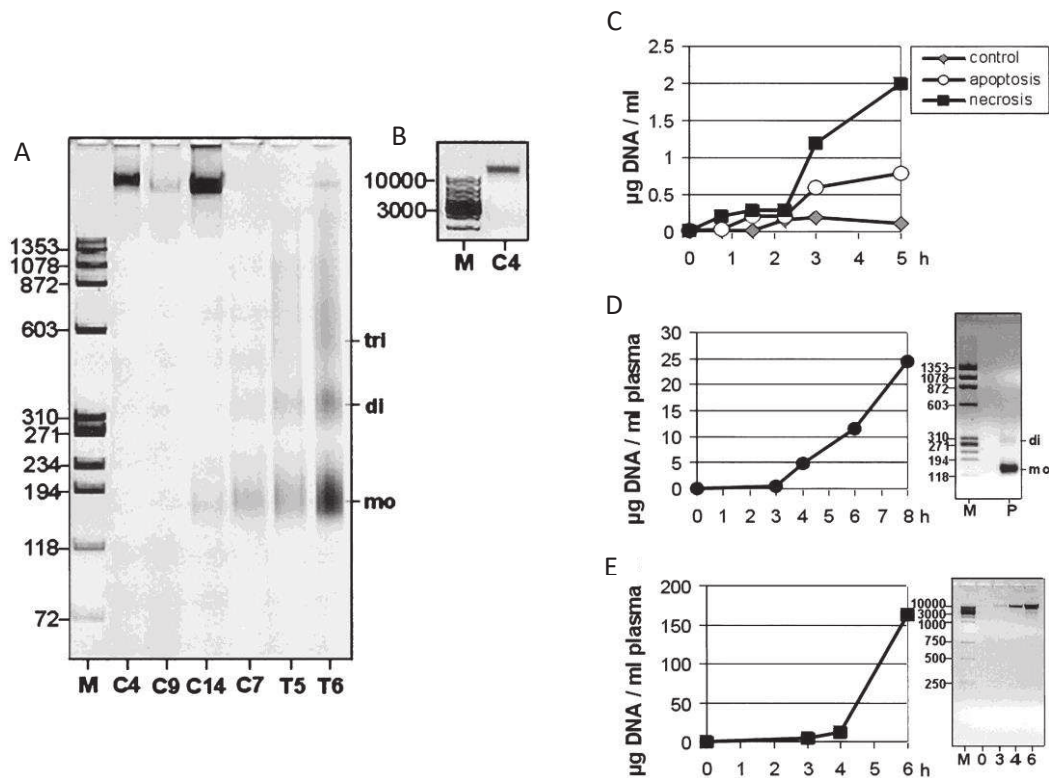 A
1353
1078
872
603
310
271
234
194
118
72
tri
di
mo
M C4 C9 C14 C7 T5 T6
B
10000
3000
M C4
C
µg DNA / ml
2.5
2
1.5
1
0.5
0
0 1 2 3 4 5 h
control
apoptosis
necrosis
D
µg DNA / ml plasma
30
25
20
15
10
5
0
0 1 2 3 4 5 6 7 8 h
1353
1078
872
603
310
271
194
118
di
mo
M P
E
µg DNA / ml plasma
200
150
100
50
0
0 1 2 3 4 5 6 h
10000
3000
1000
750
500
250
M 0 3 4 6